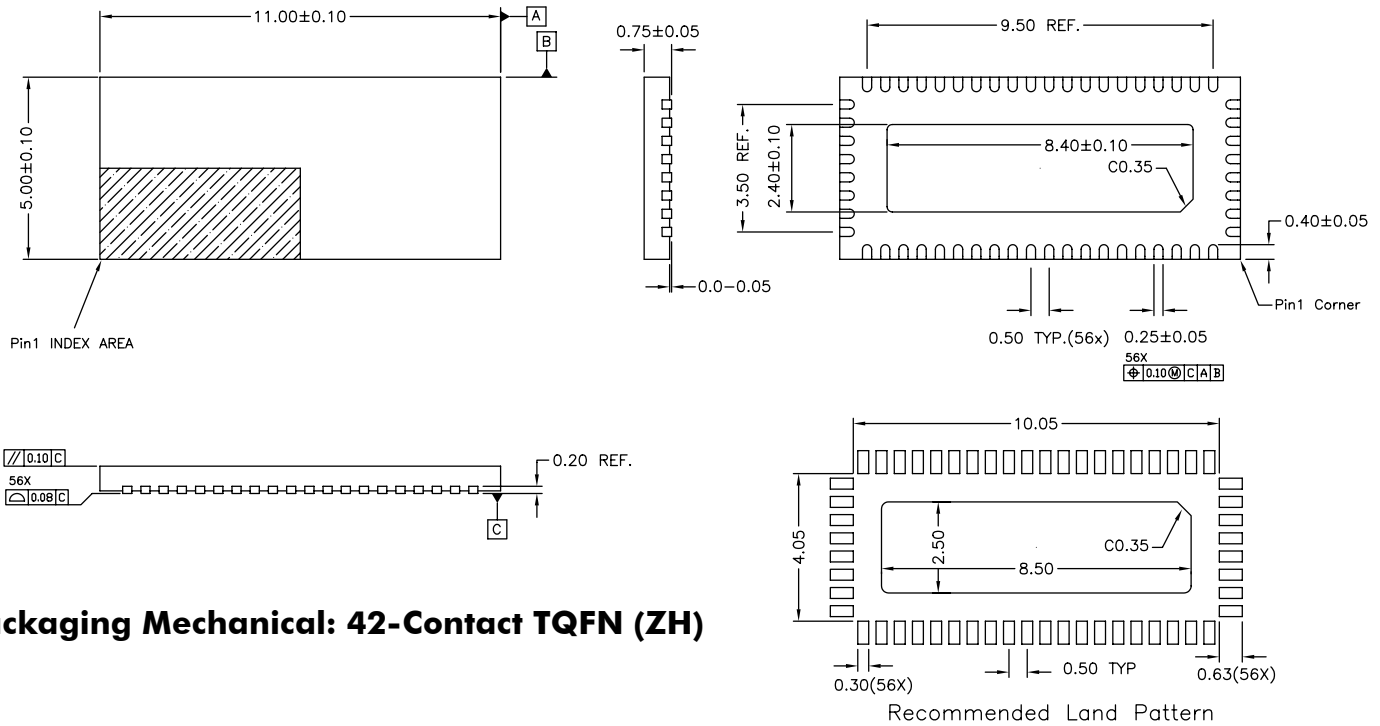 11.00±0.10
A
B
5.00±0.10
Pin1 INDEX AREA
0.75±0.05
0.0-0.05
9.50 REF.
3.50 REF.
2.40±0.10
8.40±0.10
C0.35
0.40±0.05
Pin1 Corner
0.50 TYP.(56x)
0.25±0.05
56X
⌖ 0.10 Ⓜ C A B
// 0.10 C
56X
⌓ 0.08 C
0.20 REF.
C
ackaging Mechanical: 42-Contact TQFN (ZH)
10.05
4.05
2.50
8.50
C0.35
0.30(56X)
0.50 TYP
0.63(56X)
Recommended Land Pattern